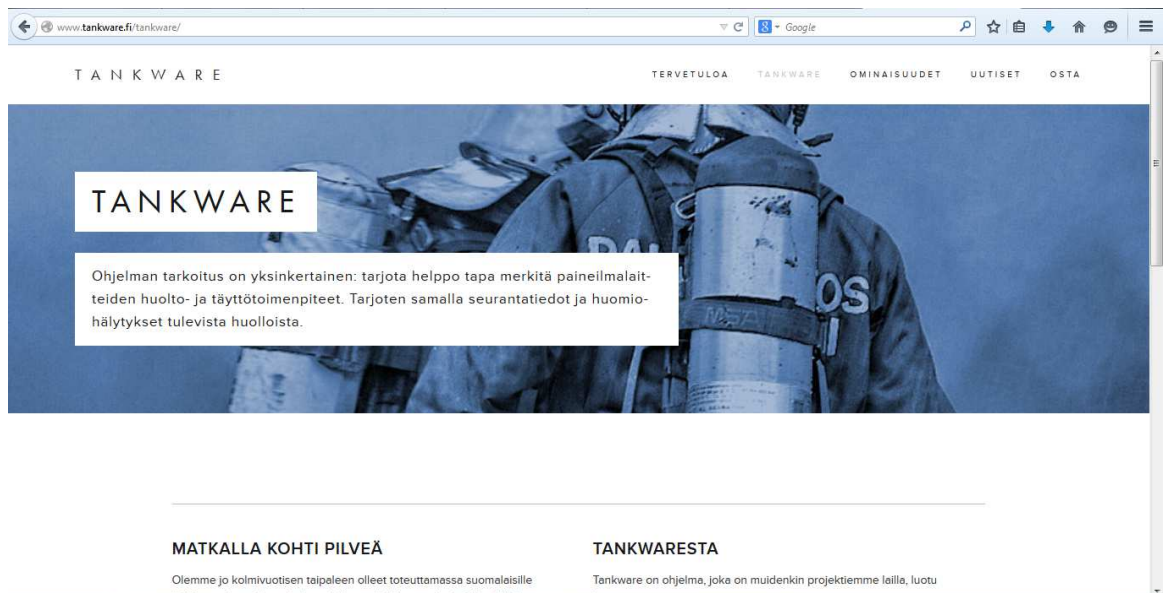 www.tankware.fi/tankware/
Google
TANKWARE
TERVETULOA TANKWARE OMINAISUUDET UUTISET OSTA
TANKWARE
Ohjelman tarkoitus on yksinkertainen: tarjota helppo tapa merkitä paineilmalait-
teiden huolto- ja täyttötoimenpiteet. Tarjoten samalla seurantatiedot ja huomio-
hälytykset tulevista huolloista.
MSA
OS
MATKALLA KOHTI PILVEÄ
Olemme jo kolmivuotisen taipaleen olleet toteuttamassa suomalaisille
TANKWARESTA
Tankware on ohjelma, joka on muidenkin projektiemme lailla, luotu